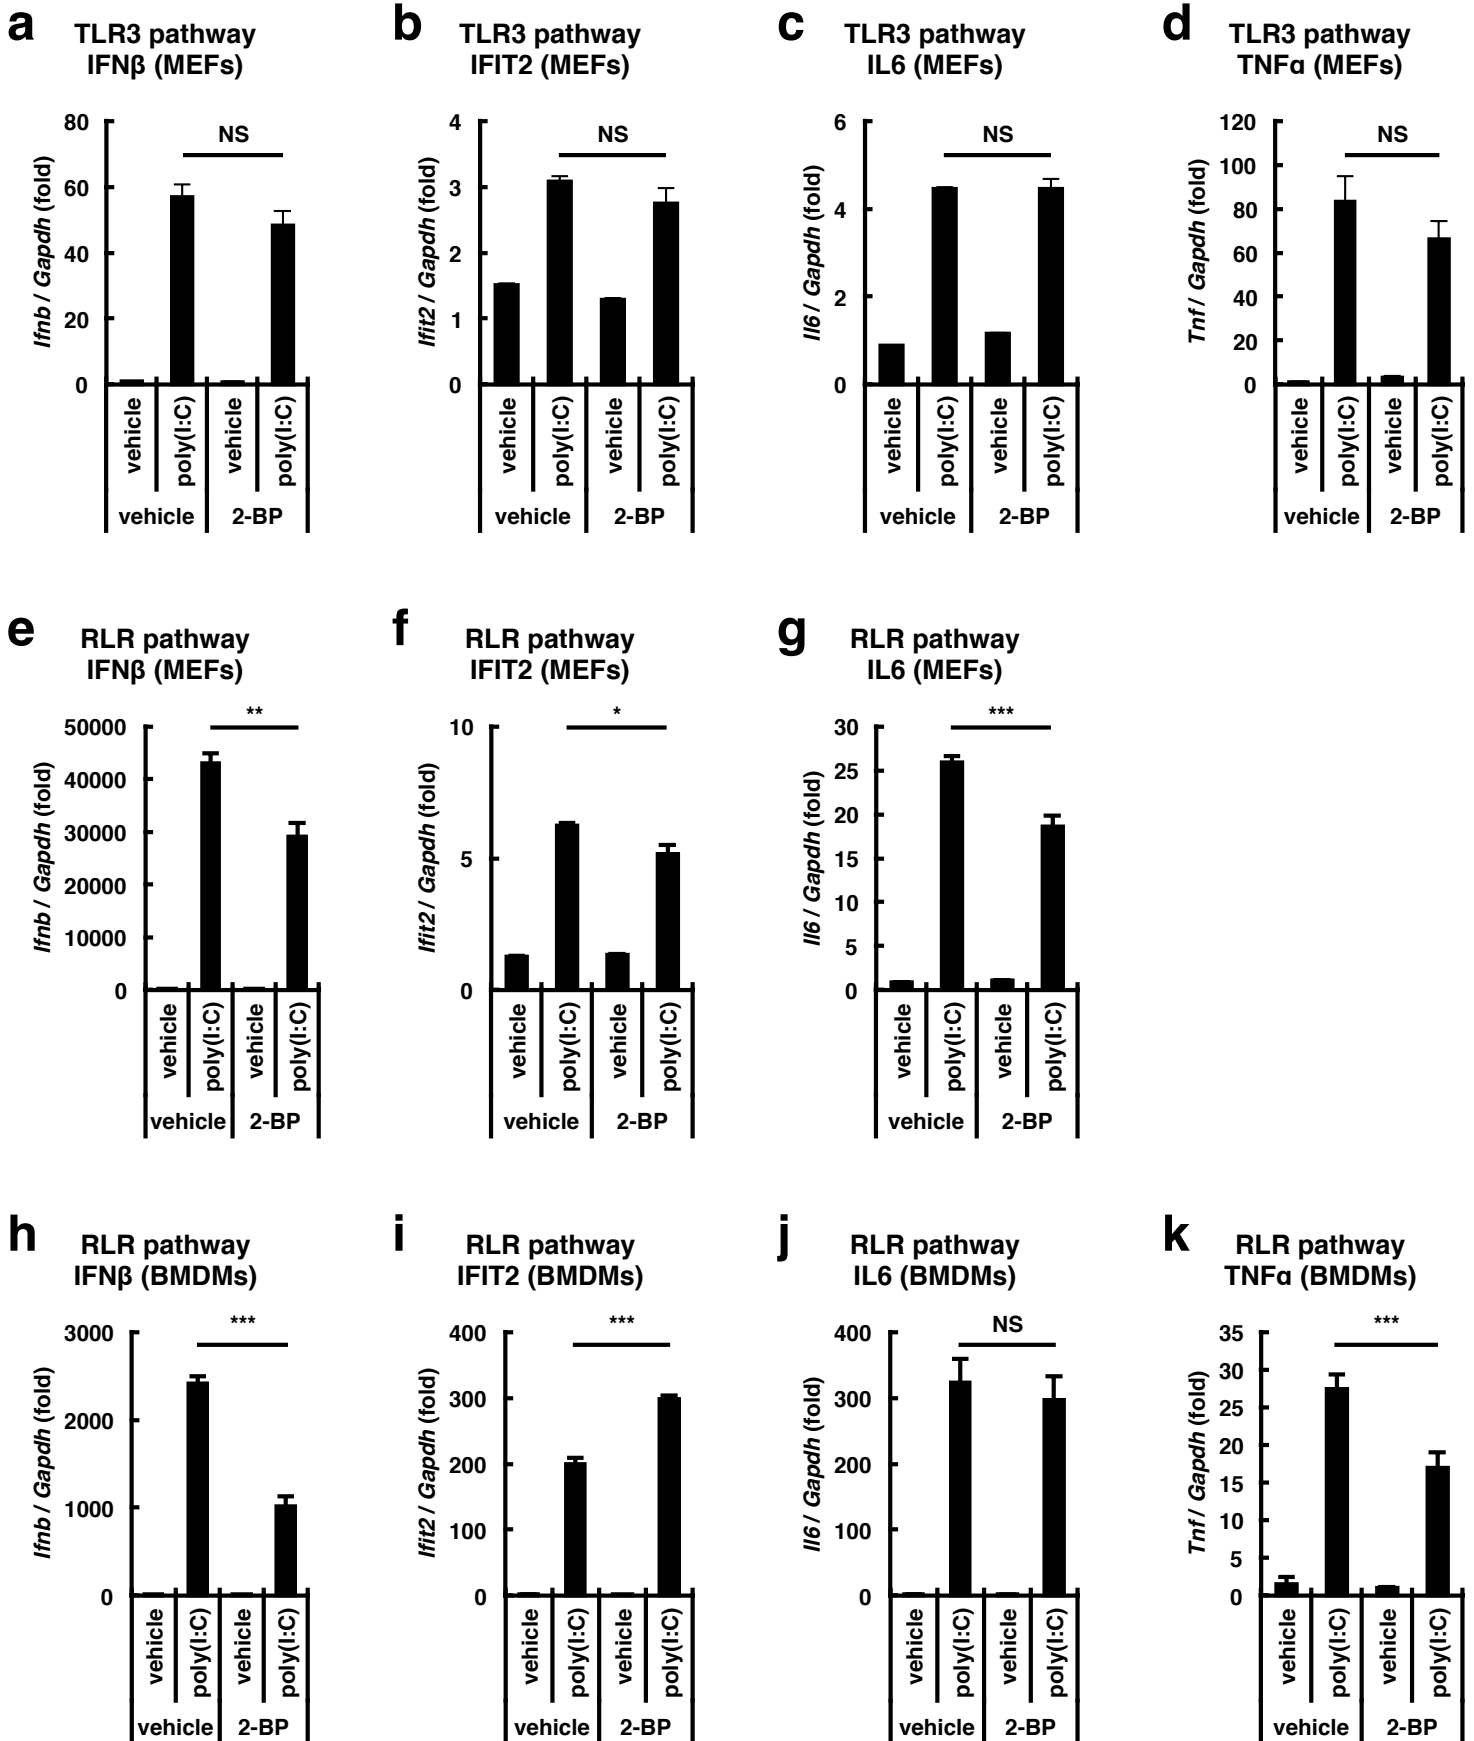 a
TLR3 pathway
IFNβ (MEFs)
Ifnb / Gapdh (fold)
80
60
40
20
0
NS
vehicle
poly(I:C)
vehicle
poly(I:C)
vehicle
2-BP
b
TLR3 pathway
IFIT2 (MEFs)
Ifit2 / Gapdh (fold)
4
3
2
1
0
NS
vehicle
poly(I:C)
vehicle
poly(I:C)
vehicle
2-BP
c
TLR3 pathway
IL6 (MEFs)
Il6 / Gapdh (fold)
6
4
2
0
NS
vehicle
poly(I:C)
vehicle
poly(I:C)
vehicle
2-BP
d
TLR3 pathway
TNFα (MEFs)
Tnf / Gapdh (fold)
120
100
80
60
40
20
0
NS
vehicle
poly(I:C)
vehicle
poly(I:C)
vehicle
2-BP
e
RLR pathway
IFNβ (MEFs)
Ifnb / Gapdh (fold)
50000
40000
30000
20000
10000
0
**
vehicle
poly(I:C)
vehicle
poly(I:C)
vehicle
2-BP
f
RLR pathway
IFIT2 (MEFs)
Ifit2 / Gapdh (fold)
10
5
0
*
vehicle
poly(I:C)
vehicle
poly(I:C)
vehicle
2-BP
g
RLR pathway
IL6 (MEFs)
Il6 / Gapdh (fold)
30
25
20
15
10
5
0
***
vehicle
poly(I:C)
vehicle
poly(I:C)
vehicle
2-BP
h
RLR pathway
IFNβ (BMDMs)
Ifnb / Gapdh (fold)
3000
2000
1000
0
***
vehicle
poly(I:C)
vehicle
poly(I:C)
vehicle
2-BP
i
RLR pathway
IFIT2 (BMDMs)
Ifit2 / Gapdh (fold)
400
300
200
100
0
***
vehicle
poly(I:C)
vehicle
poly(I:C)
vehicle
2-BP
j
RLR pathway
IL6 (BMDMs)
Il6 / Gapdh (fold)
400
300
200
100
0
NS
vehicle
poly(I:C)
vehicle
poly(I:C)
vehicle
2-BP
k
RLR pathway
TNFα (BMDMs)
Tnf / Gapdh (fold)
35
30
25
20
15
10
5
0
***
vehicle
poly(I:C)
vehicle
poly(I:C)
vehicle
2-BP